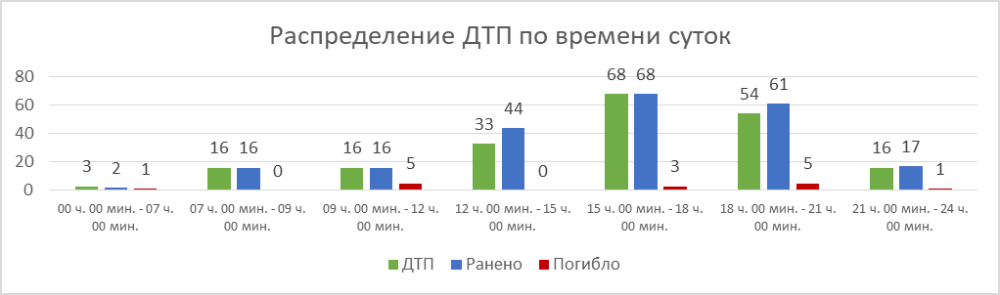 Распределение ДТП по времени суток
80
60
40
20
0
3 2 1
16 16 0
16 16 5
33 44 0
68 68 3
54 61 5
16 17 1
00 ч. 00 мин. - 07 ч.
00 мин.
07 ч. 00 мин. - 09 ч.
00 мин.
09 ч. 00 мин. - 12 ч.
00 мин.
12 ч. 00 мин. - 15 ч.
00 мин.
15 ч. 00 мин. - 18 ч.
00 мин.
18 ч. 00 мин. - 21 ч.
00 мин.
21 ч. 00 мин. - 24 ч.
00 мин.
ДТП Ранено Погибло